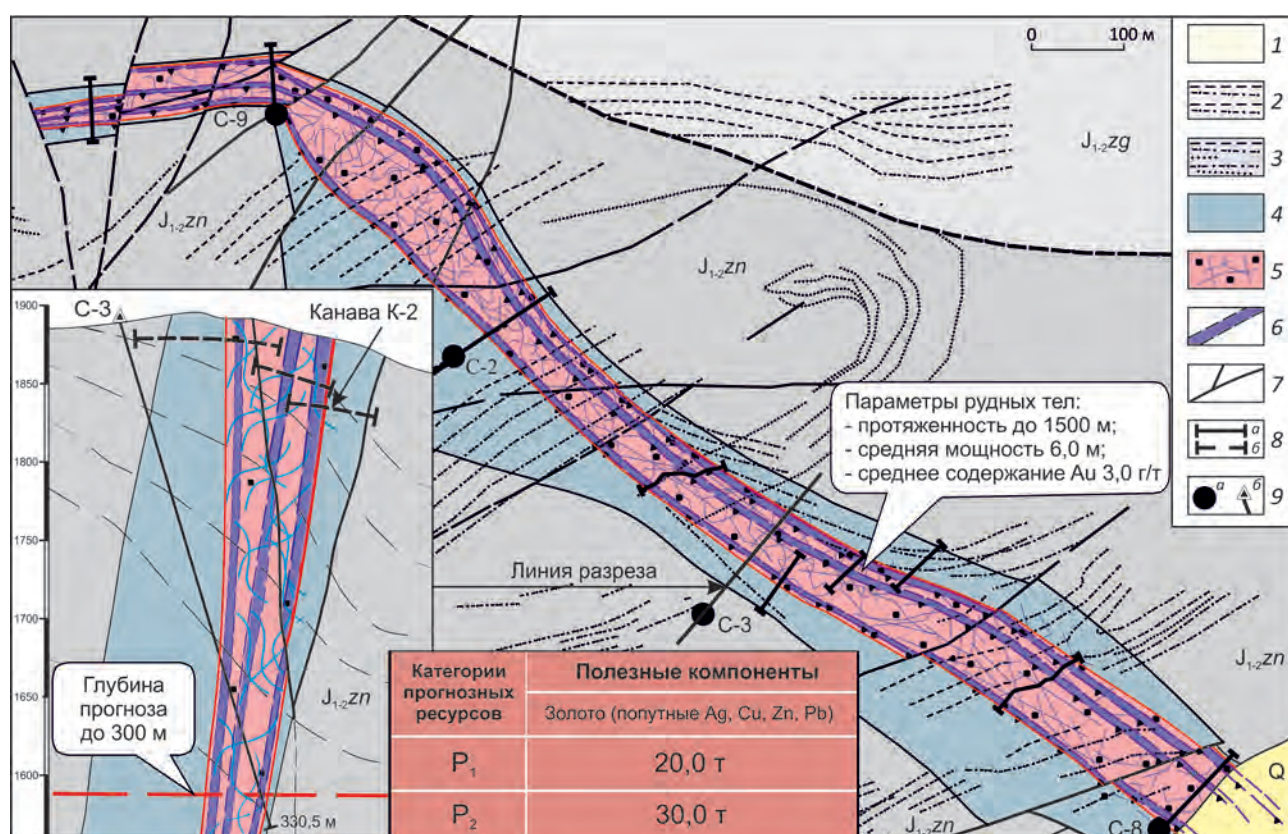 0 100 м
С-9
J₁₋₂zg
J₁₋₂zn
J₁₋₂zn
С-2
1900
1850
1800
1750
1700
1650
1600
С-3
Канава К-2
J₁₋₂zn
Глубина
прогноза
до 300 м
330,5 м
Параметры рудных тел:
- протяженность до 1500 м;
- средняя мощность 6,0 м;
- среднее содержание Au 3,0 г/т
Линия разреза
С-3
J₁₋₂zn
Категории
прогнозных
ресурсов
Полезные компоненты
Золото (попутные Ag, Cu, Zn, Pb)
P₁ 20,0 т
P₂ 30,0 т
J₁₋₂zn
С-8
Q
1
2
3
4
5
6
7
а
б
8
а б
9